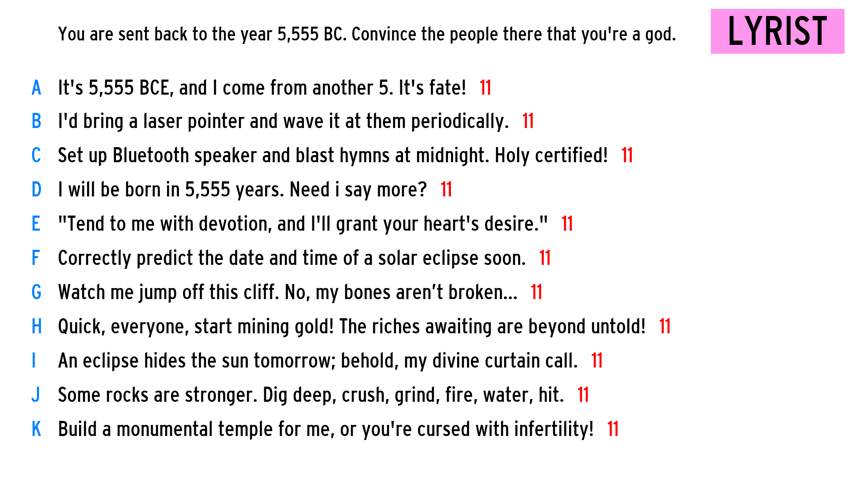 You are sent back to the year 5,555 BC. Convince the people there that you're a god.
LYRIST
A It's 5,555 BCE, and I come from another 5. It's fate! 11
B I'd bring a laser pointer and wave it at them periodically. 11
C Set up Bluetooth speaker and blast hymns at midnight. Holy certified! 11
D I will be born in 5,555 years. Need i say more? 11
E "Tend to me with devotion, and I'll grant your heart's desire." 11
F Correctly predict the date and time of a solar eclipse soon. 11
G Watch me jump off this cliff. No, my bones aren’t broken... 11
H Quick, everyone, start mining gold! The riches awaiting are beyond untold! 11
I An eclipse hides the sun tomorrow; behold, my divine curtain call. 11
J Some rocks are stronger. Dig deep, crush, grind, fire, water, hit. 11
K Build a monumental temple for me, or you're cursed with infertility! 11